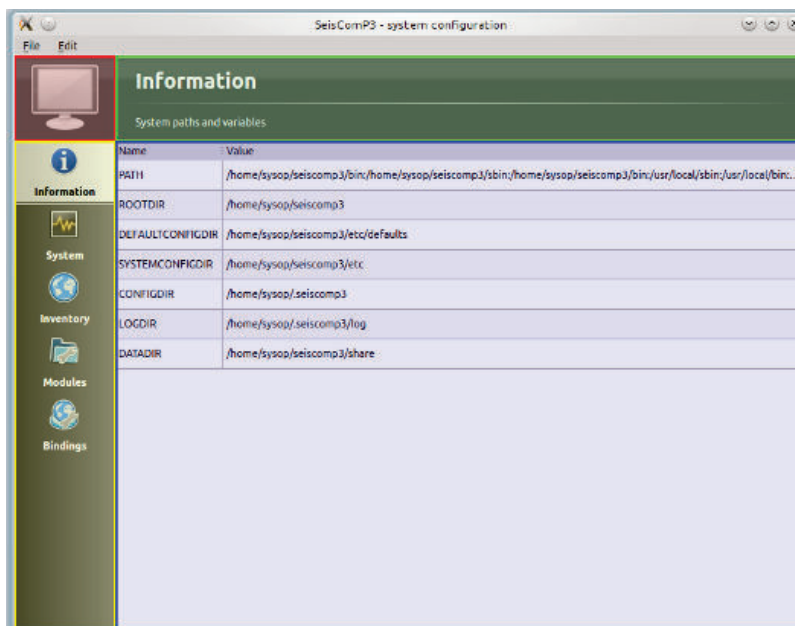 SeisComP3 - system configuration
File Edit
Information
System paths and variables
Name Value
PATH /home/sysop/seiscomp3/bin:/home/sysop/seiscomp3/sbin:/home/sysop/seiscomp3/bin:/usr/local/sbin:/usr/local/bin:...
ROOTDIR /home/sysop/seiscomp3
DEFAULTCONFIGDIR /home/sysop/seiscomp3/etc/defaults
SYSTEMCONFIGDIR /home/sysop/seiscomp3/etc
CONFIGDIR /home/sysop/.seiscomp3
LOGDIR /home/sysop/.seiscomp3/log
DATADIR /home/sysop/seiscomp3/share
Information
System
Inventory
Modules
Bindings